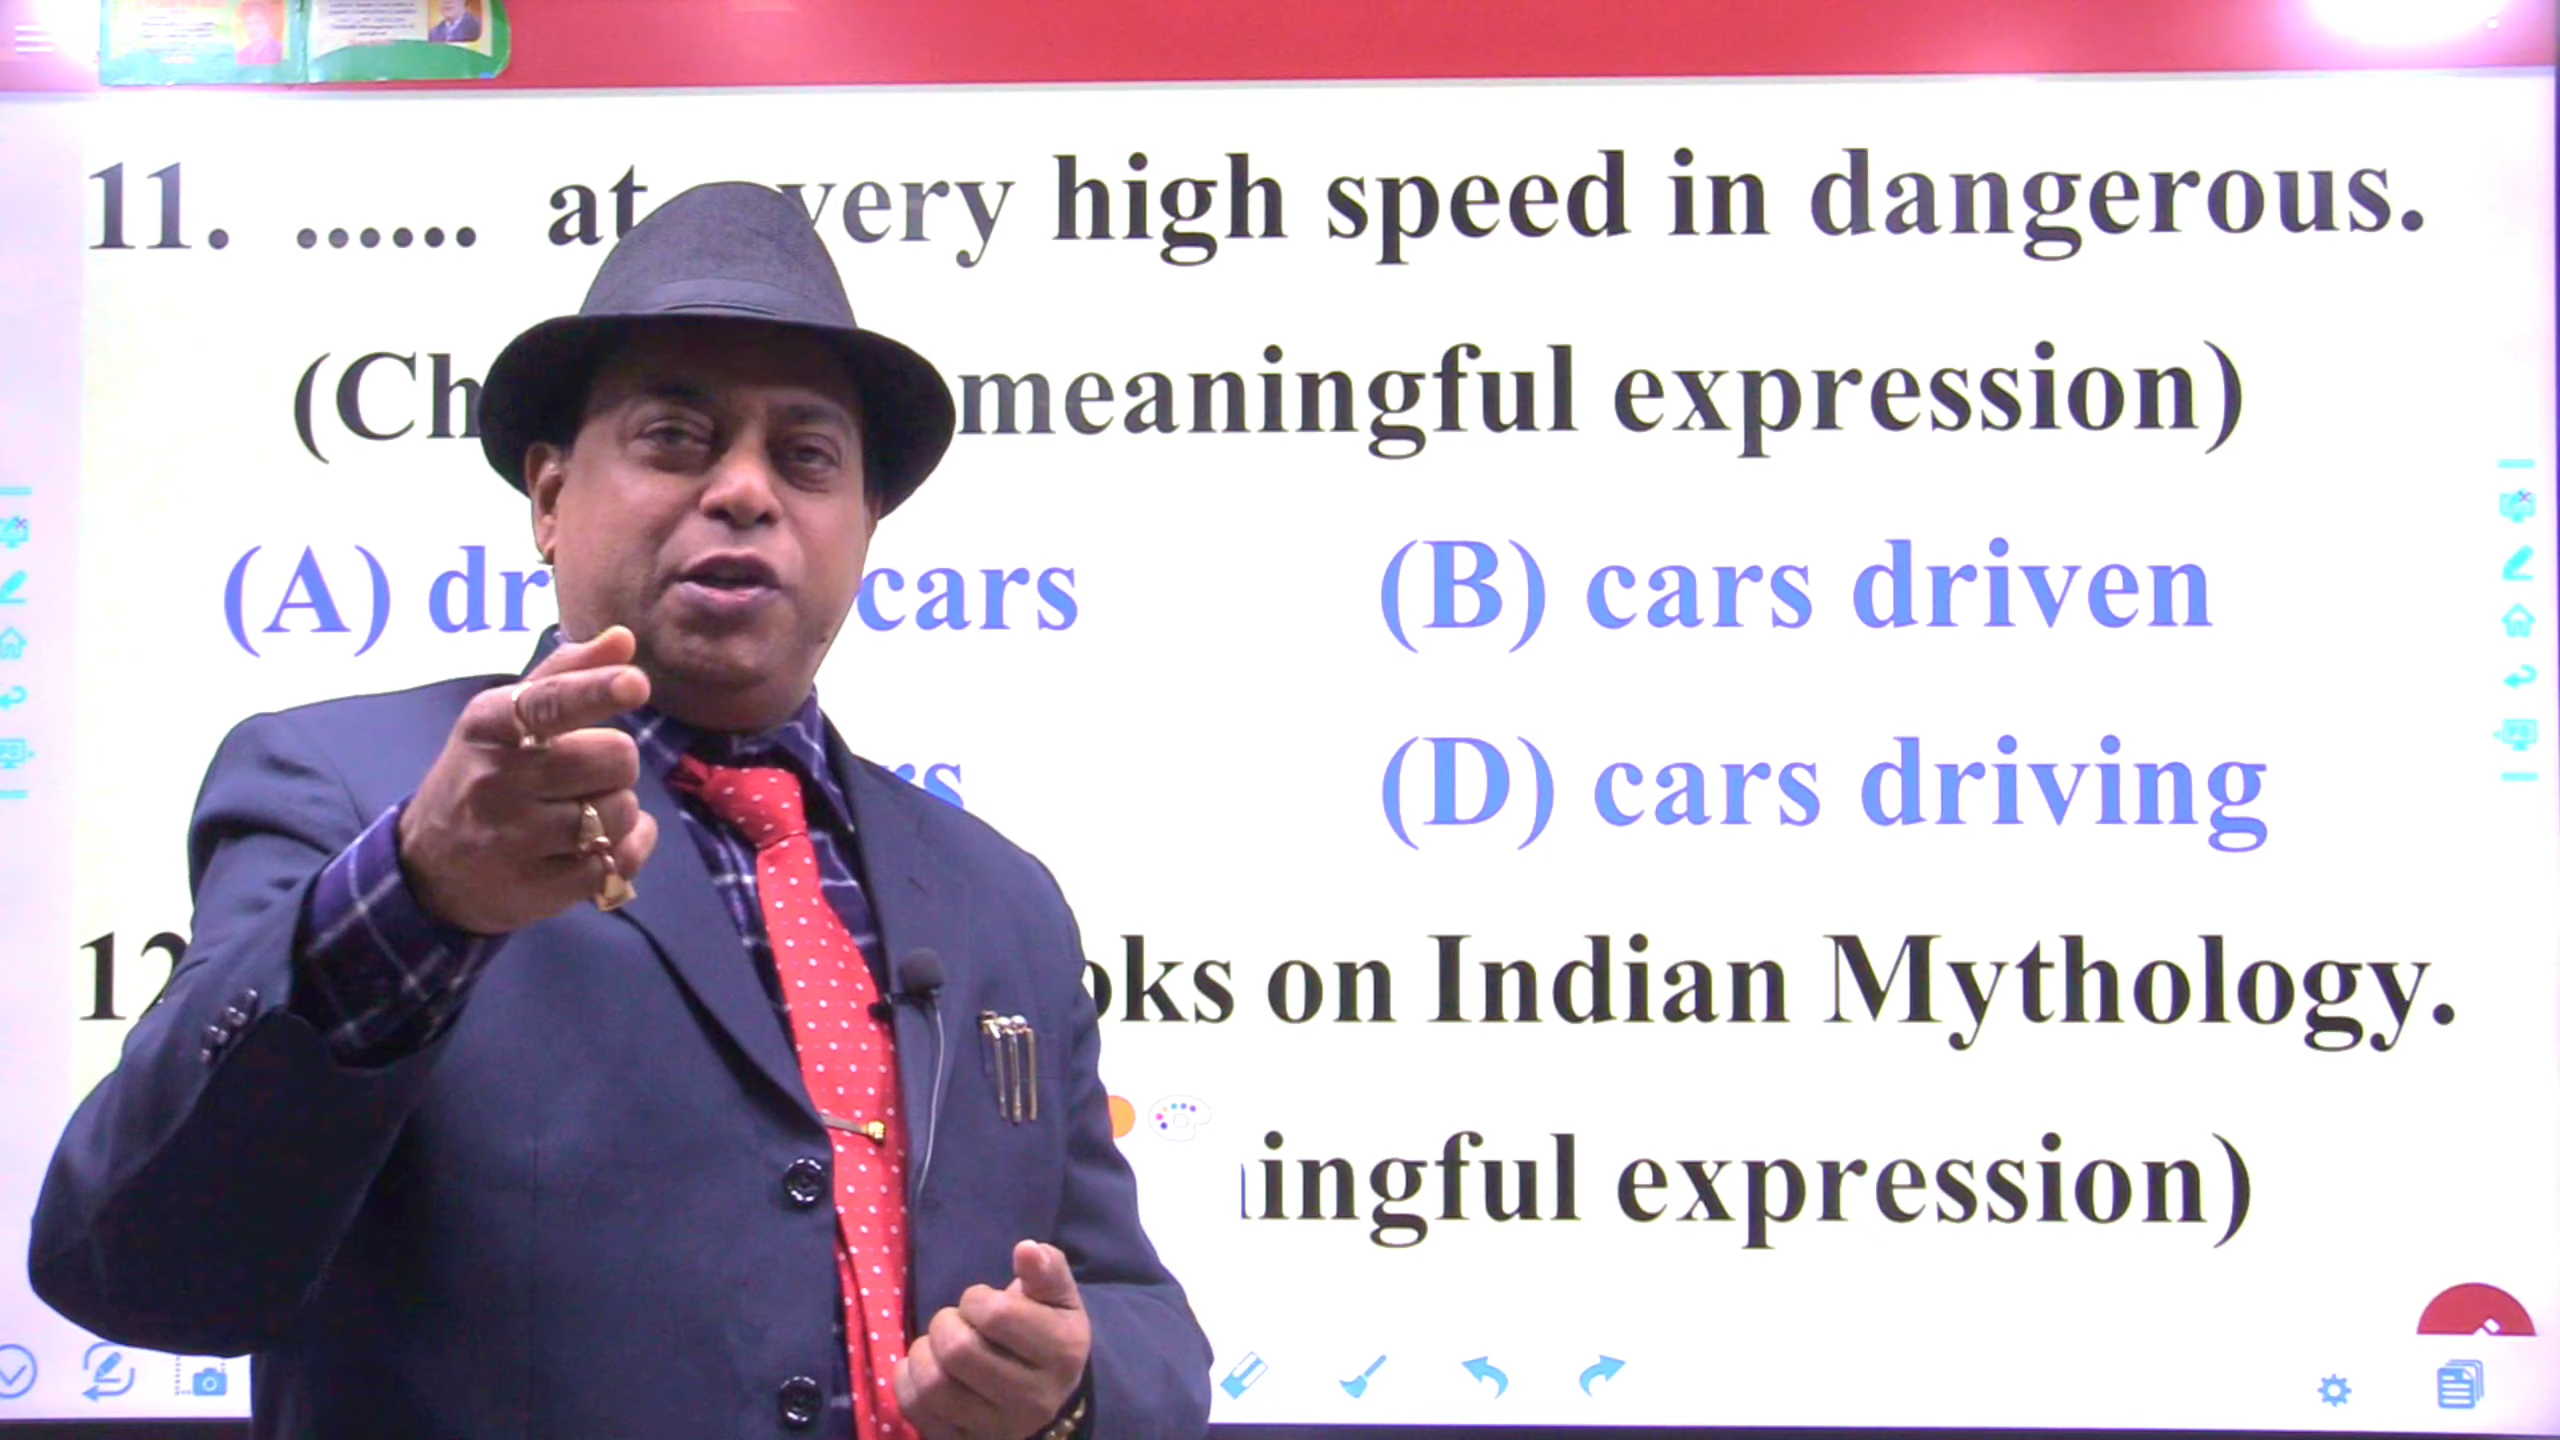 11. ...... at very high speed in dangerous.
(Ch meaningful expression)
(A) dr cars (B) cars driven
rs (D) cars driving
12 oks on Indian Mythology.
ingful expression)